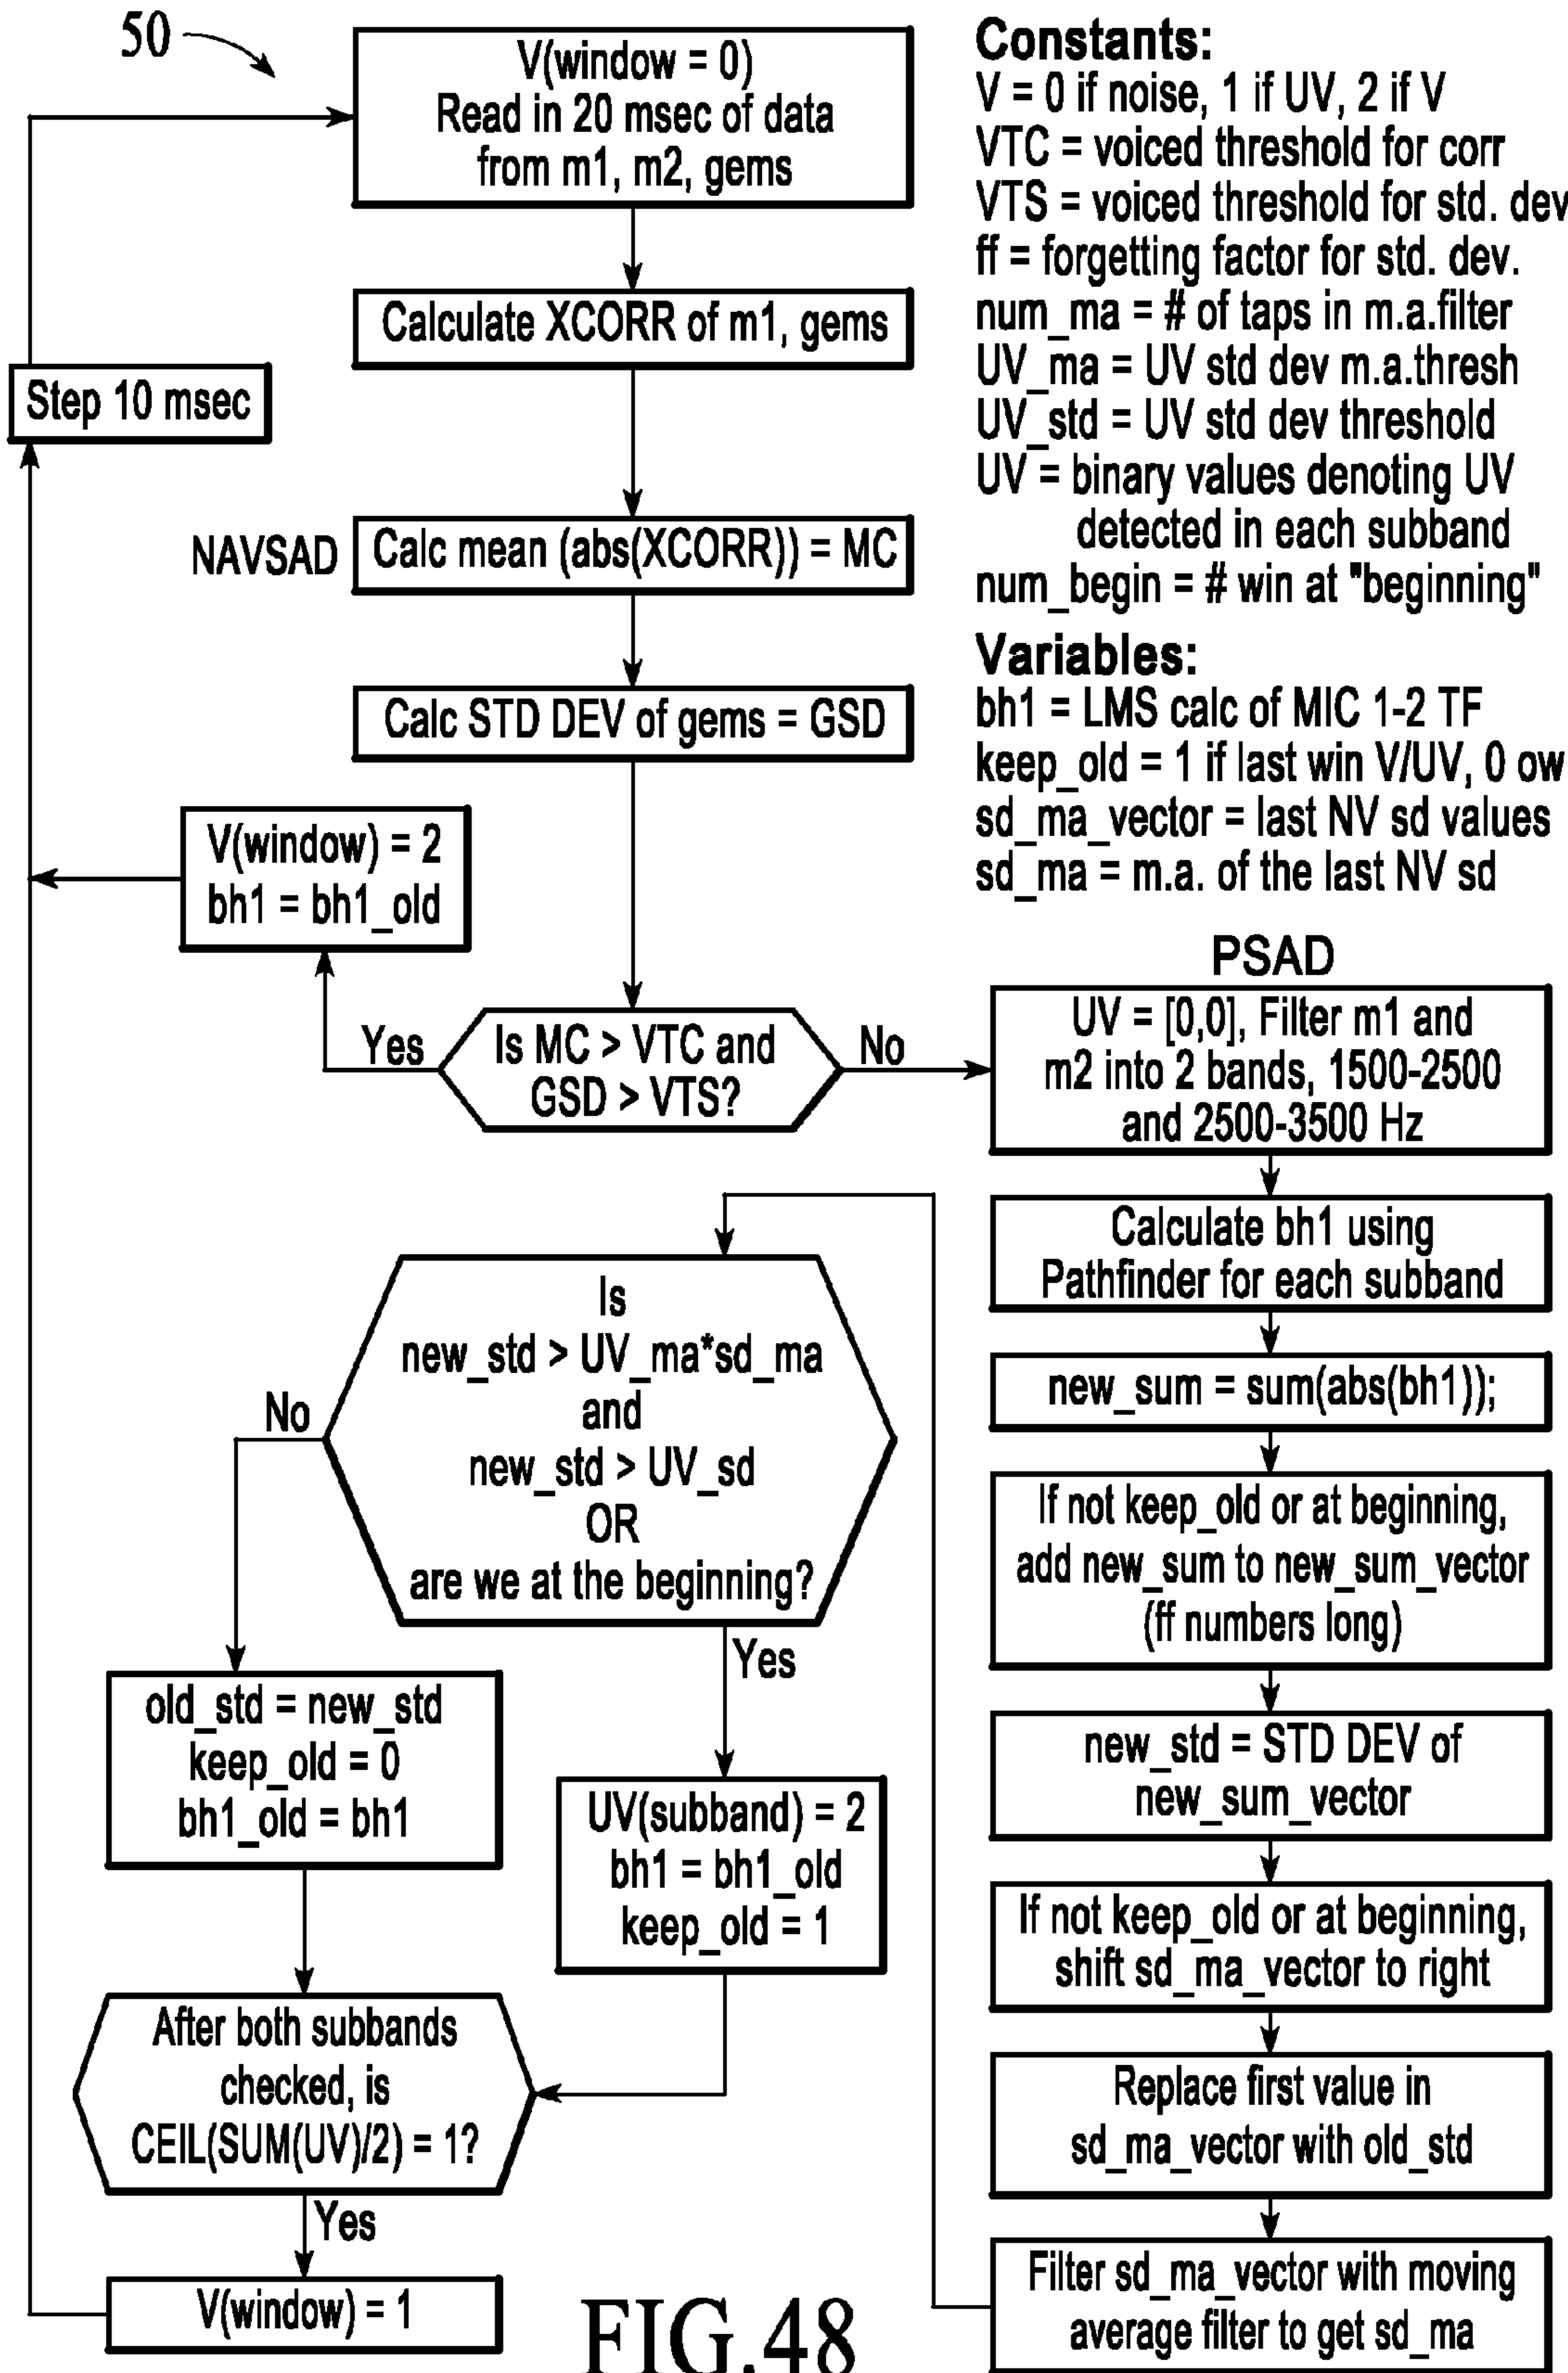 50
V(window = 0)
Read in 20 msec of data
from m1, m2, gems
Calculate XCORR of m1, gems
Step 10 msec
NAVSAD
Calc mean (abs(XCORR)) = MC
Calc STD DEV of gems = GSD
V(window) = 2
bh1 = bh1_old
Yes
Is MC > VTC and
GSD > VTS?
No
Constants:
V = 0 if noise, 1 if UV, 2 if V
VTC = voiced threshold for corr
VTS = voiced threshold for std. dev
ff = forgetting factor for std. dev.
num_ma = # of taps in m.a.filter
UV_ma = UV std dev m.a.thresh
UV_std = UV std dev threshold
UV = binary values denoting UV
detected in each subband
num_begin = # win at "beginning"
Variables:
bh1 = LMS calc of MIC 1-2 TF
keep_old = 1 if last win V/UV, 0 ow
sd_ma_vector = last NV sd values
sd_ma = m.a. of the last NV sd
PSAD
UV = [0,0], Filter m1 and
m2 into 2 bands, 1500-2500
and 2500-3500 Hz
Calculate bh1 using
Pathfinder for each subband
new_sum = sum(abs(bh1));
If not keep_old or at beginning,
add new_sum to new_sum_vector
(ff numbers long)
new_std = STD DEV of
new_sum_vector
If not keep_old or at beginning,
shift sd_ma_vector to right
Replace first value in
sd_ma_vector with old_std
Filter sd_ma_vector with moving
average filter to get sd_ma
Is
new_std > UV_ma*sd_ma
and
new_std > UV_sd
OR
are we at the beginning?
No
Yes
old_std = new_std
keep_old = 0
bh1_old = bh1
UV(subband) = 2
bh1 = bh1_old
keep_old = 1
After both subbands
checked, is
CEIL(SUM(UV)/2) = 1?
Yes
V(window) = 1
FIG.48